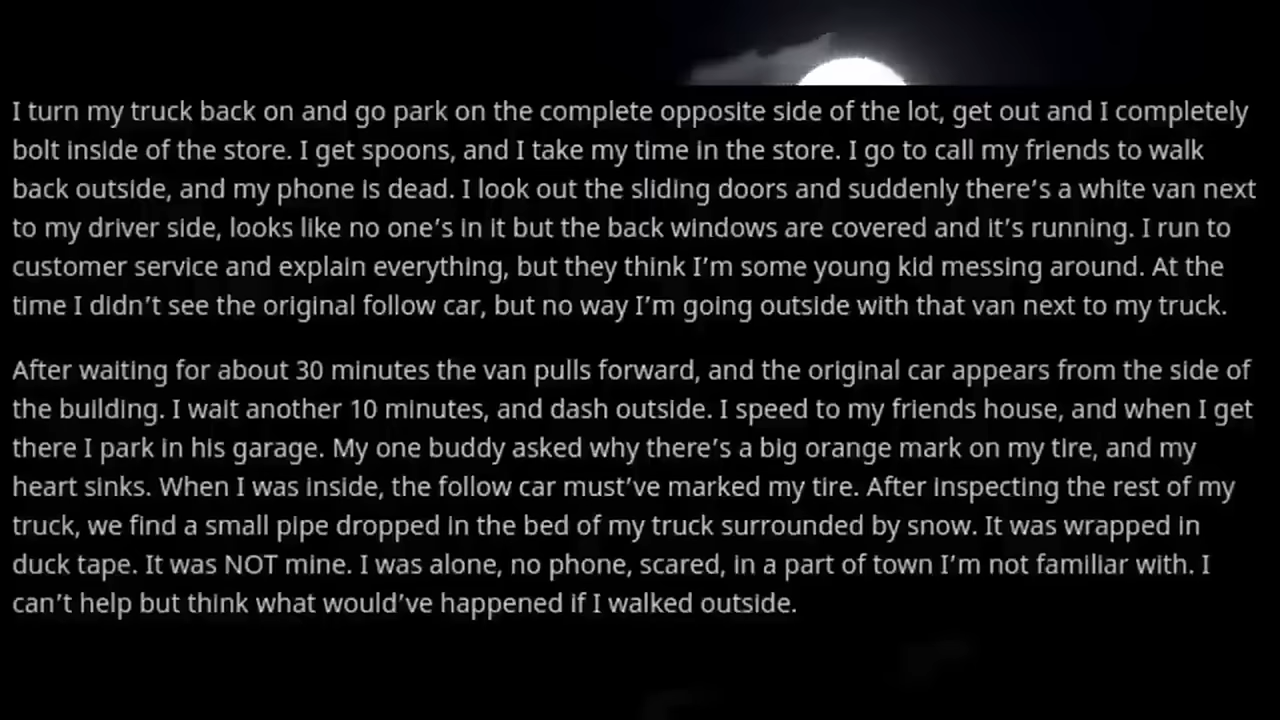 I turn my truck back on and go park on the complete opposite side of the lot, get out and I completely
bolt inside of the store. I get spoons, and I take my time in the store. I go to call my friends to walk
back outside, and my phone is dead. I look out the sliding doors and suddenly there’s a white van next
to my driver side, looks like no one’s in it but the back windows are covered and it’s running. I run to
customer service and explain everything, but they think I’m some young kid messing around. At the
time I didn’t see the original follow car, but no way I’m going outside with that van next to my truck.
After waiting for about 30 minutes the van pulls forward, and the original car appears from the side of
the building. I wait another 10 minutes, and dash outside. I speed to my friends house, and when I get
there I park in his garage. My one buddy asked why there’s a big orange mark on my tire, and my
heart sinks. When I was inside, the follow car must’ve marked my tire. After inspecting the rest of my
truck, we find a small pipe dropped in the bed of my truck surrounded by snow. It was wrapped in
duck tape. It was NOT mine. I was alone, no phone, scared, in a part of town I’m not familiar with. I
can’t help but think what would’ve happened if I walked outside.